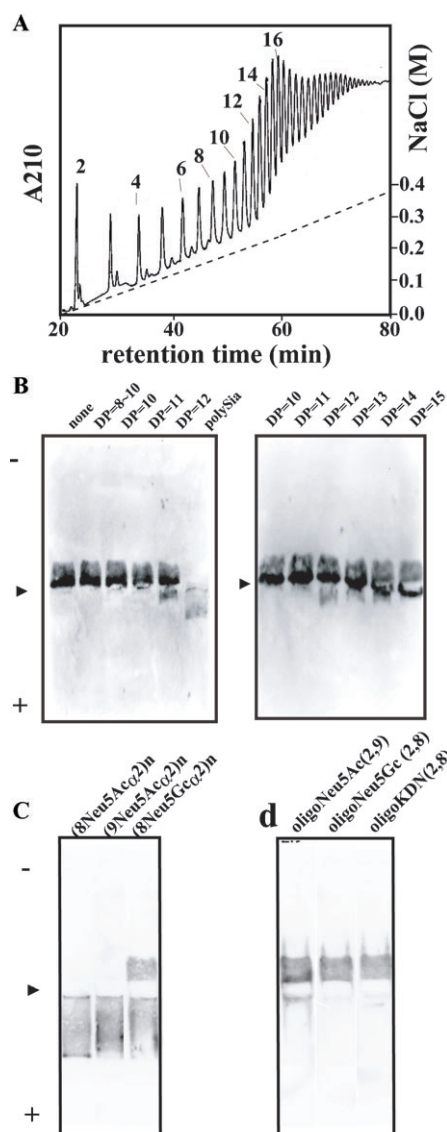 A
A210
2
4
6
8
10
12
14
16
NaCl (M)
0.4
0.3
0.2
0.1
0.0
20
40
60
80
retention time (min)
B
none
DP=8~10
DP=10
DP=11
DP=12
polySia
DP=10
DP=11
DP=12
DP=13
DP=14
DP=15
-
+
C
(8Neu5Acα2)n
(9Neu5Acα2)n
(8Neu5Gcα2)n
d
oligoNeu5Ac(2,9)
oligoNeu5Gc (2,8)
oligoKDN(2,8)
-
+